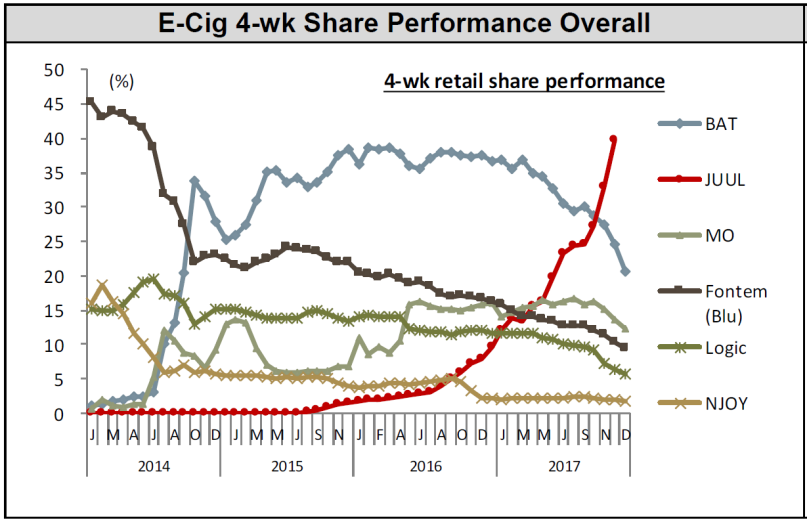 E-Cig 4-wk Share Performance Overall
(%)
4-wk retail share performance
50
45
40
35
30
25
20
15
10
5
0
J M M J A O D J M M J S N J F A J A O D J M M J S N D
2014 2015 2016 2017
BAT
JUUL
MO
Fontem
(Blu)
Logic
NJOY